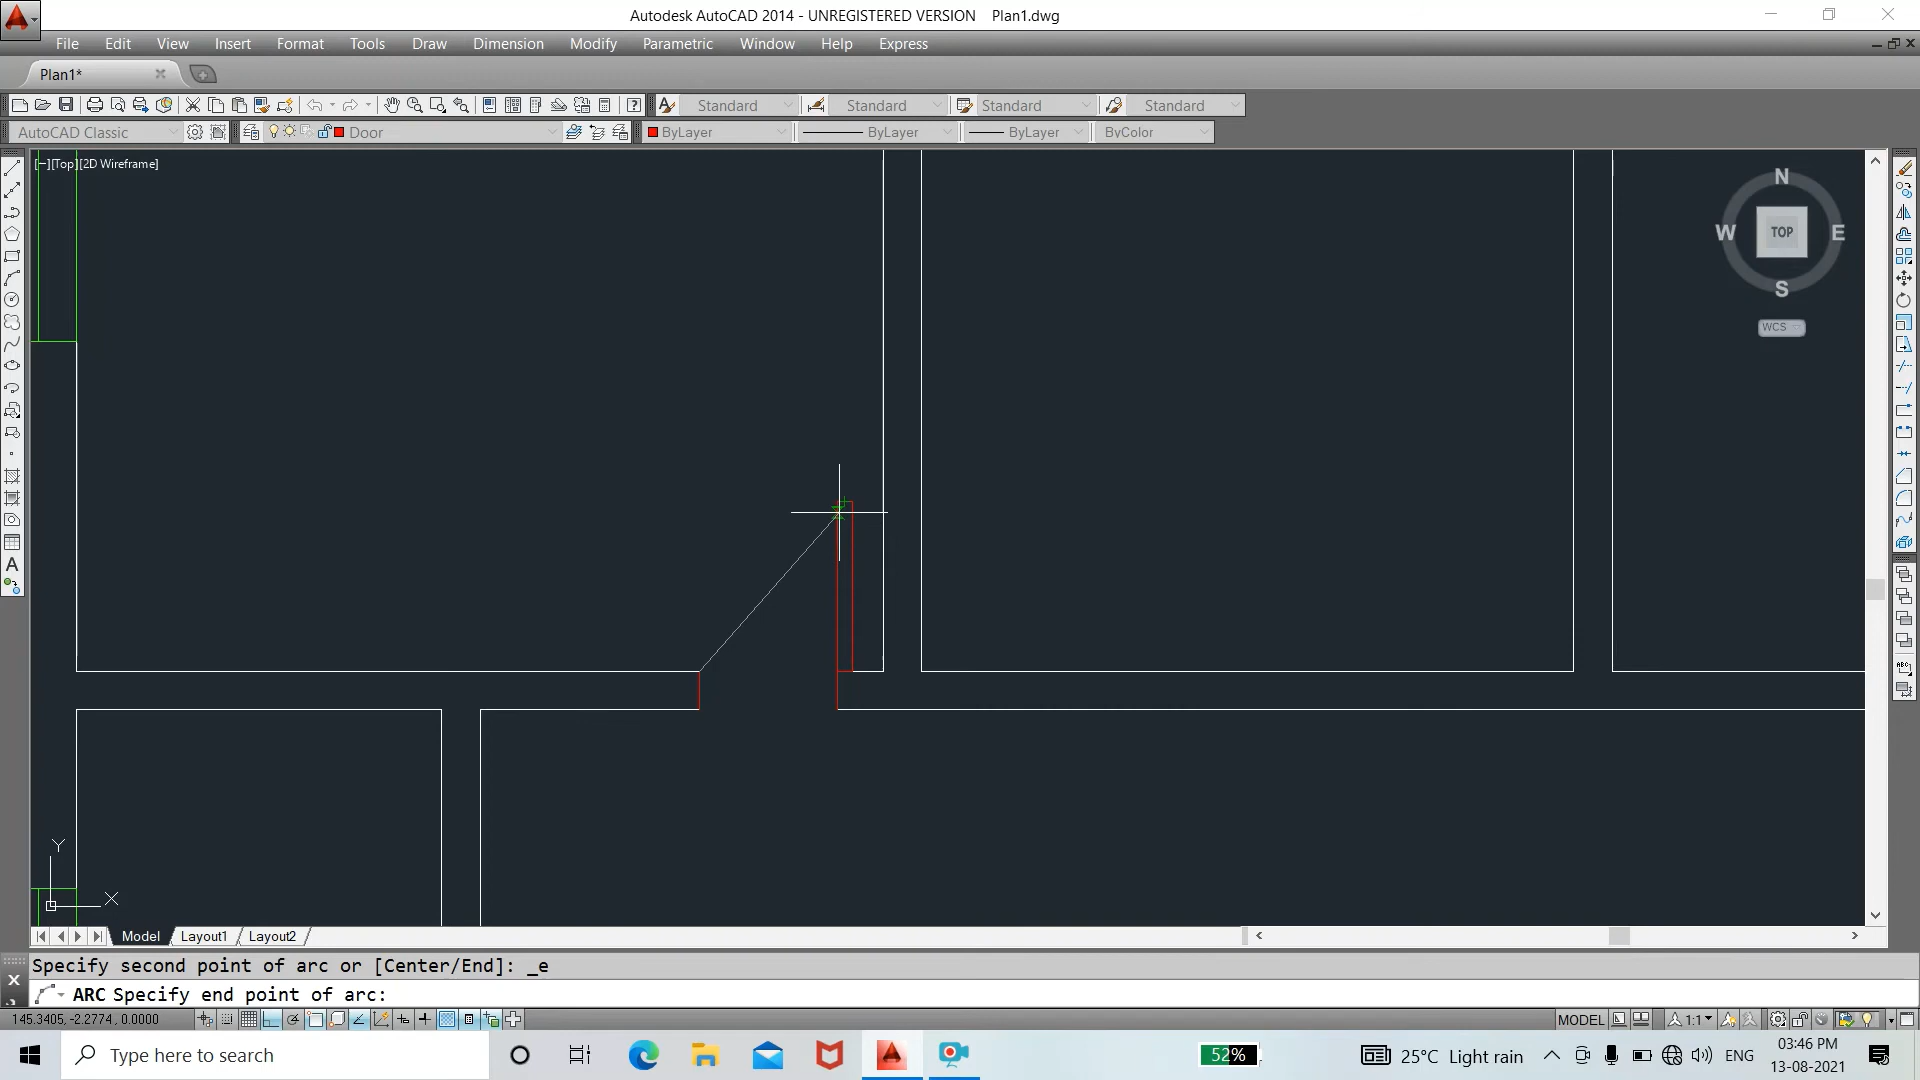 Autodesk AutoCAD 2014 - UNREGISTERED VERSION Plan1.dwg
File Edit View Insert Format Tools Draw Dimension Modify Parametric Window Help Express
Plan1*
Standard Standard Standard Standard
AutoCAD Classic Door ByLayer ByLayer ByLayer ByColor
[−][Top][2D Wireframe]
N
W TOP E
S
WCS
Y
X
Model Layout1 Layout2
Specify second point of arc or [Center/End]: _e
ARC Specify end point of arc:
145.3405, -2.2774, 0.0000 MODEL 1:1
Type here to search 52% 25°C Light rain ENG 03:46 PM
13-08-2021